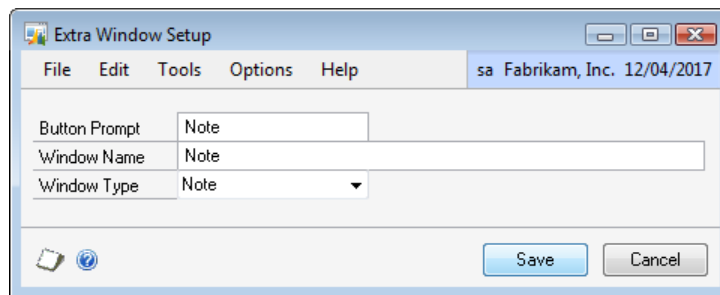 Extra Window Setup
File Edit Tools Options Help sa Fabrikam, Inc. 12/04/2017
Button Prompt Note
Window Name Note
Window Type Note
Save Cancel